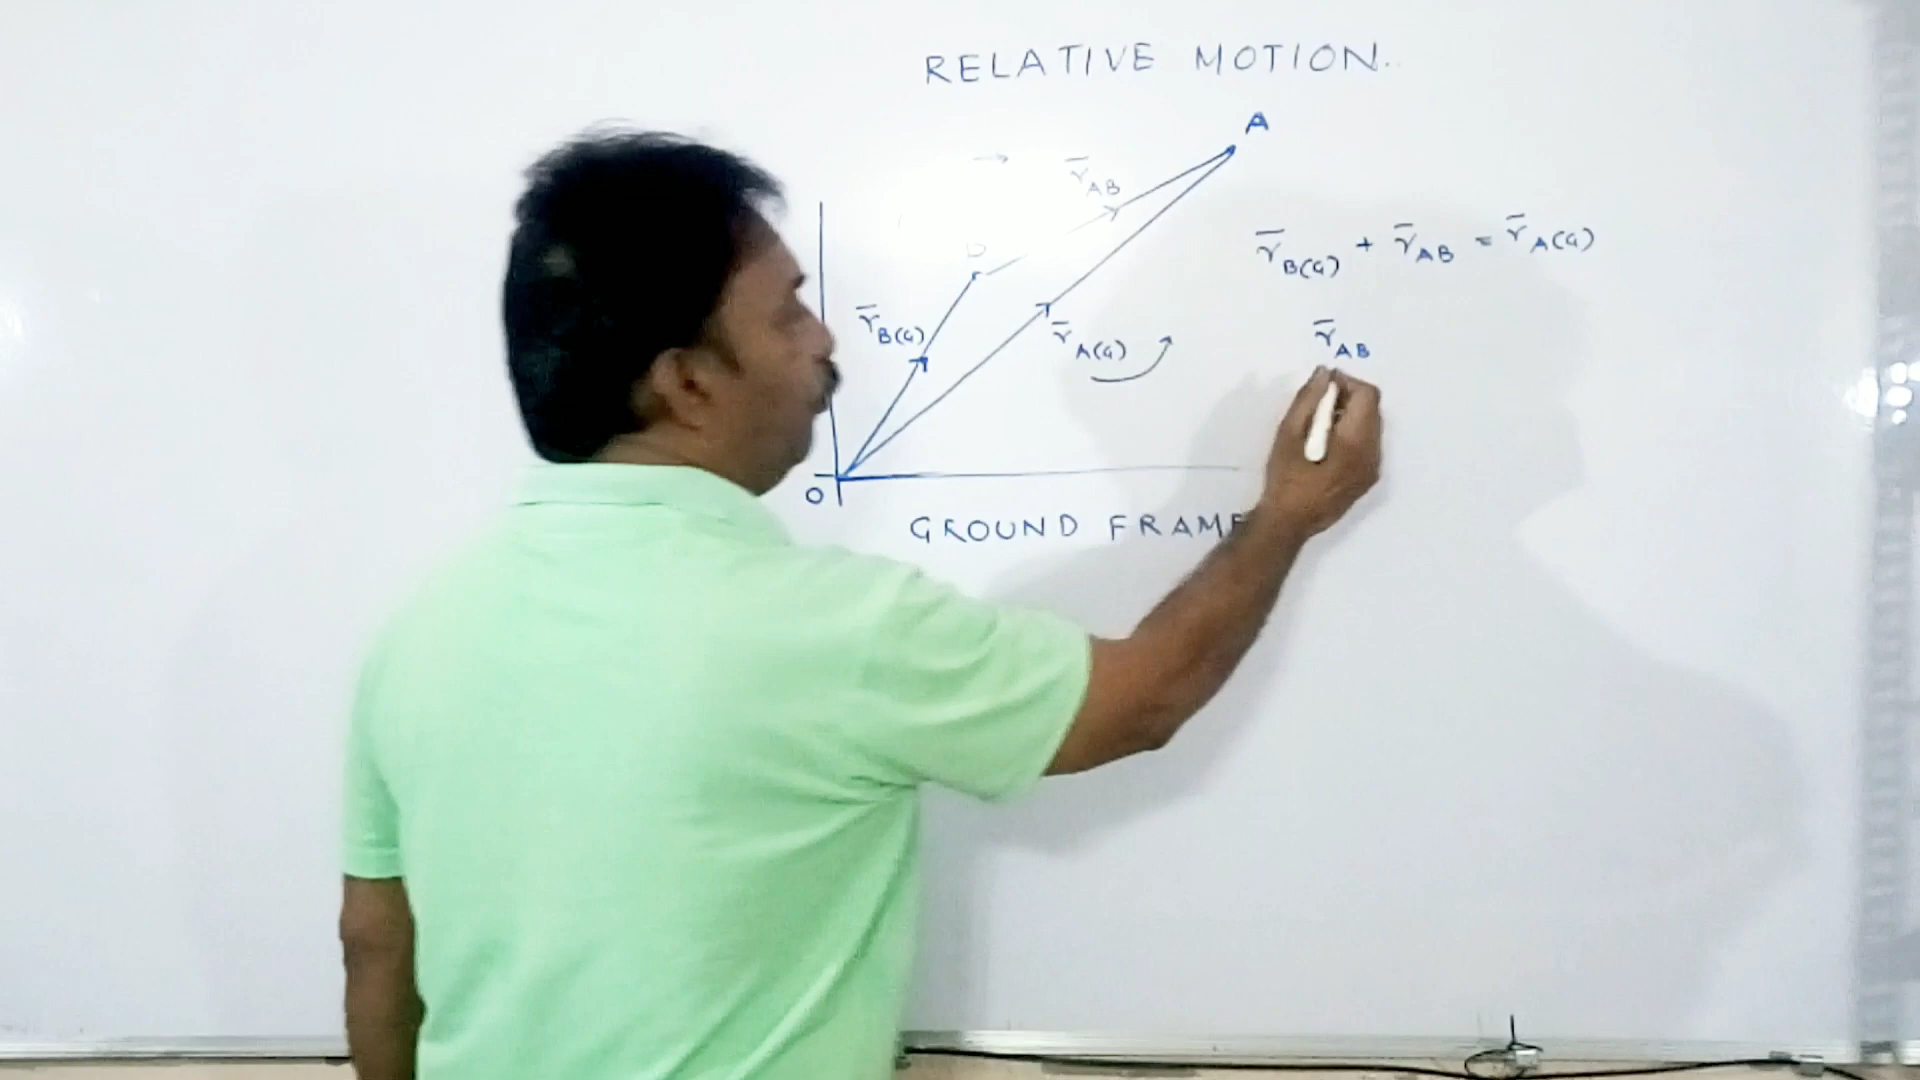 RELATIVE MOTION..
A
r̄AB
r̄B(G) + r̄AB = r̄A(G)
r̄B(G)
r̄A(G)
r̄AB
O
GROUND FRAME